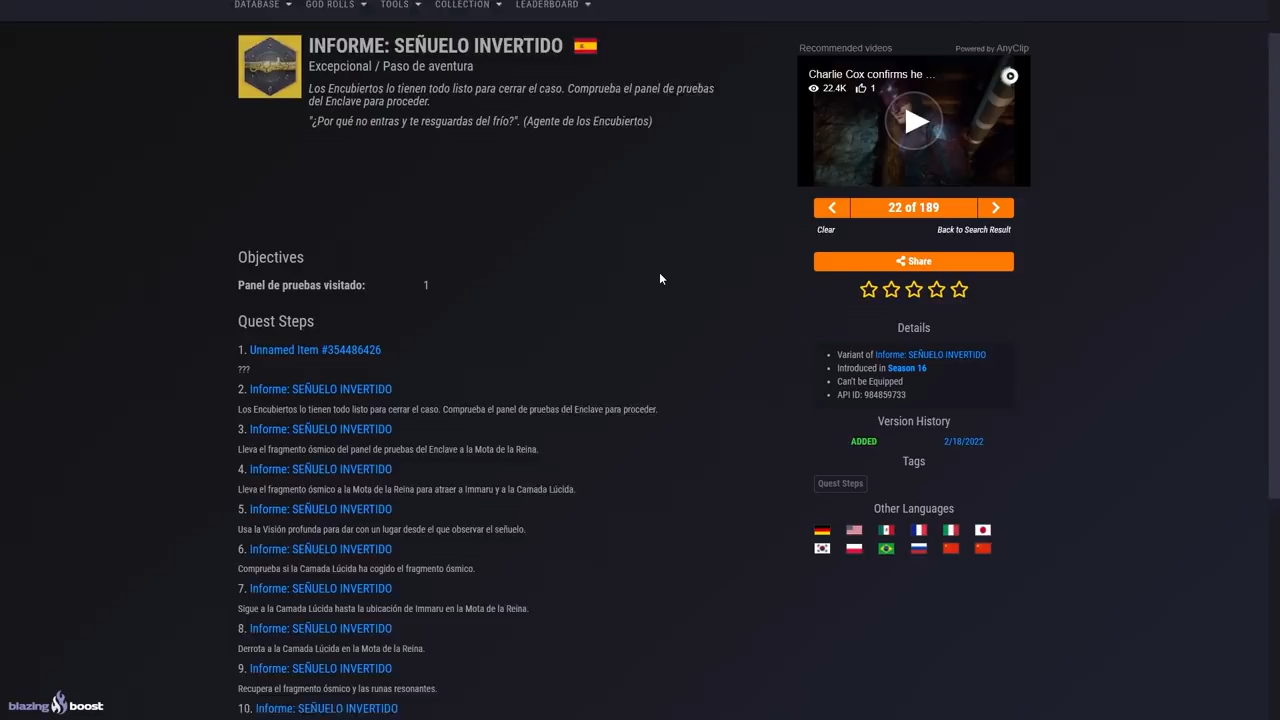 DATABASE GOD ROLLS TOOLS COLLECTION LEADERBOARD
INFORME: SEÑUELO INVERTIDO
Excepcional / Paso de aventura
Los Encubiertos lo tienen todo listo para cerrar el caso. Comprueba el panel de pruebas
del Enclave para proceder.
"¿Por qué no entras y te resguardas del frío?". (Agente de los Encubiertos)
Objectives
Panel de pruebas visitado: 1
Quest Steps
1. Unnamed Item #354486426
???
2. Informe: SEÑUELO INVERTIDO
Los Encubiertos lo tienen todo listo para cerrar el caso. Comprueba el panel de pruebas del Enclave para proceder.
3. Informe: SEÑUELO INVERTIDO
Lleva el fragmento ósmico del panel de pruebas del Enclave a la Mota de la Reina.
4. Informe: SEÑUELO INVERTIDO
Lleva el fragmento ósmico a la Mota de la Reina para atraer a Immaru y a la Camada Lúcida.
5. Informe: SEÑUELO INVERTIDO
Usa la Visión profunda para dar con un lugar desde el que observar el señuelo.
6. Informe: SEÑUELO INVERTIDO
Comprueba si la Camada Lúcida ha cogido el fragmento ósmico.
7. Informe: SEÑUELO INVERTIDO
Sigue a la Camada Lúcida hasta la ubicación de Immaru en la Mota de la Reina.
8. Informe: SEÑUELO INVERTIDO
Derrota a la Camada Lúcida en la Mota de la Reina.
9. Informe: SEÑUELO INVERTIDO
Recupera el fragmento ósmico y las runas resonantes.
10. Informe: SEÑUELO INVERTIDO
Recommended videos Powered by AnyClip
Charlie Cox confirms he ...
22.4K 1
22 of 189
Clear Back to Search Result
Share
Details
Variant of Informe: SEÑUELO INVERTIDO
Introduced in Season 16
Can't be Equipped
API ID: 984859733
Version History
ADDED 2/18/2022
Tags
Quest Steps
Other Languages
blazing boost